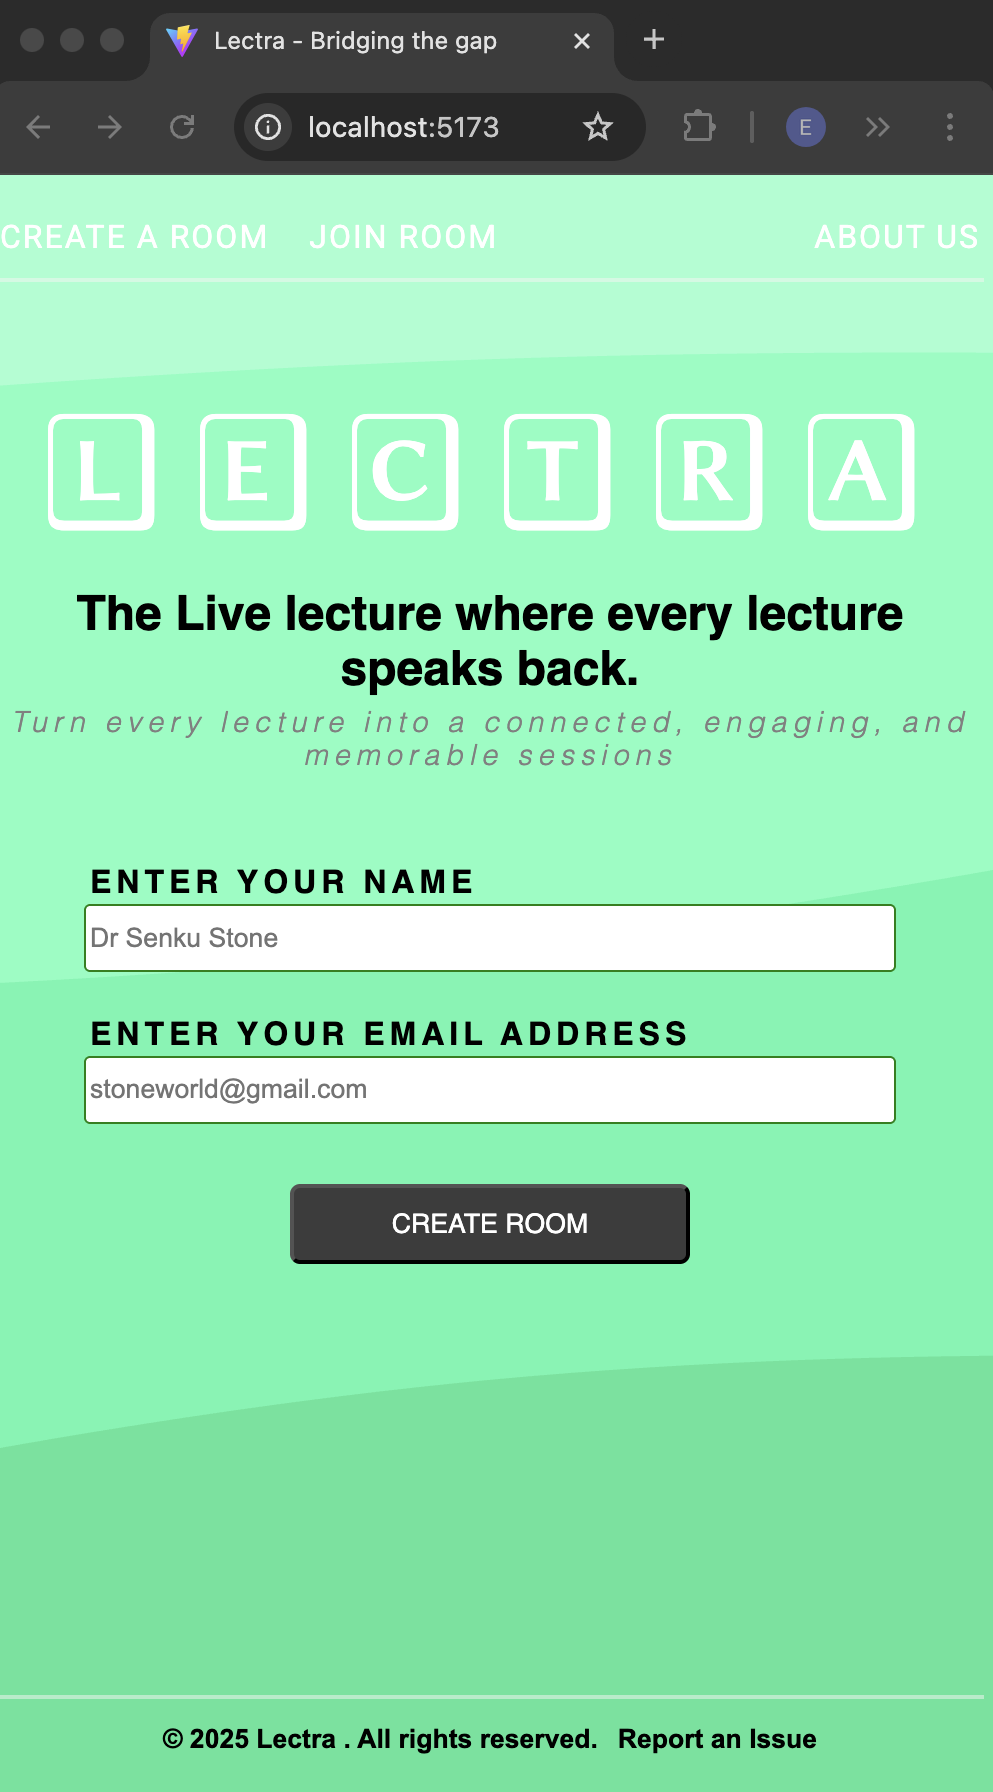 Lectra - Bridging the gap
localhost:5173
E
CREATE A ROOM JOIN ROOM ABOUT US
L E C T R A
The Live lecture where every lecture
speaks back.
Turn every lecture into a connected, engaging, and
memorable sessions
ENTER YOUR NAME
Dr Senku Stone
ENTER YOUR EMAIL ADDRESS
stoneworld@gmail.com
CREATE ROOM
© 2025 Lectra . All rights reserved. Report an Issue